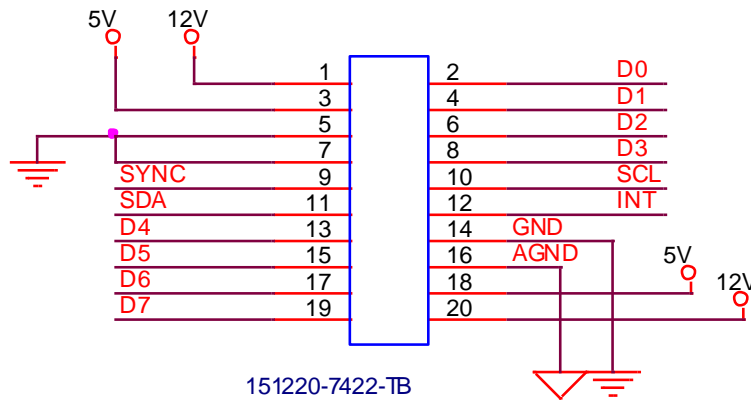 5V 12V
1 2 D0
3 4 D1
5 6 D2
7 8 D3
SYNC 9 10 SCL
SDA 11 12 INT
D4 13 14 GND
D5 15 16 AGND
5V
D6 17 18
12V
D7 19 20
151220-7422-TB